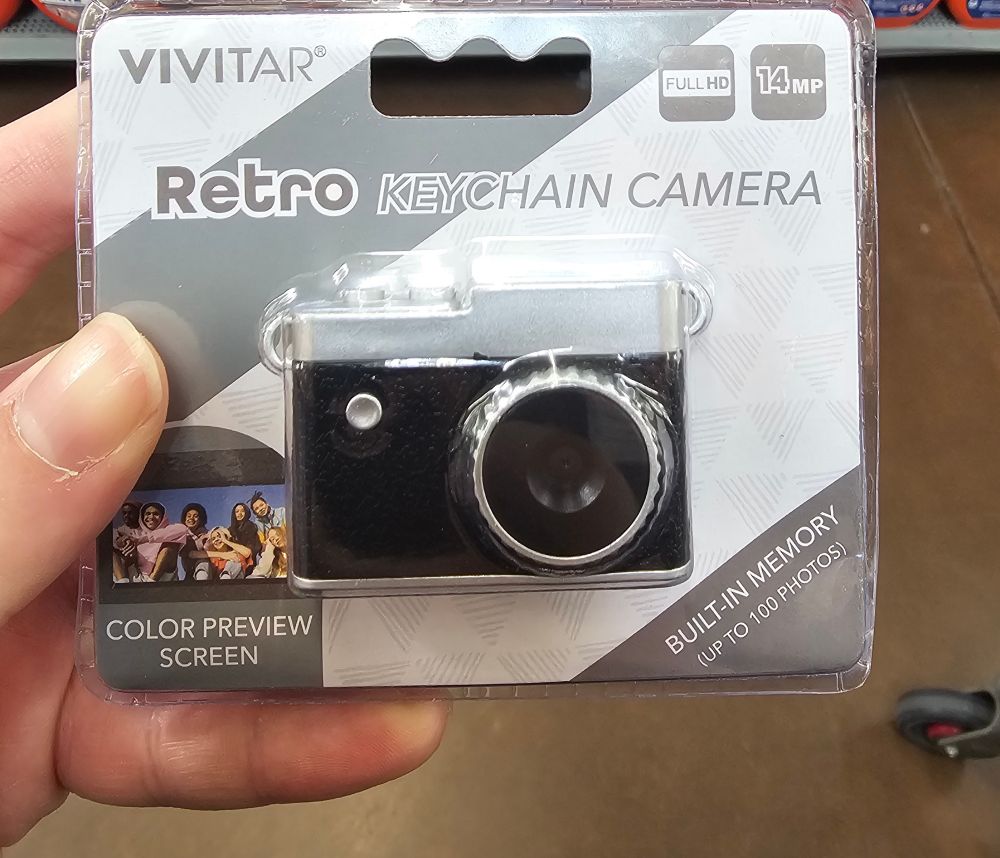 VIVITAR®
FULL HD
14MP
Retro KEYCHAIN CAMERA
COLOR PREVIEW
SCREEN
BUILT-IN MEMORY
(UP TO 100 PHOTOS)